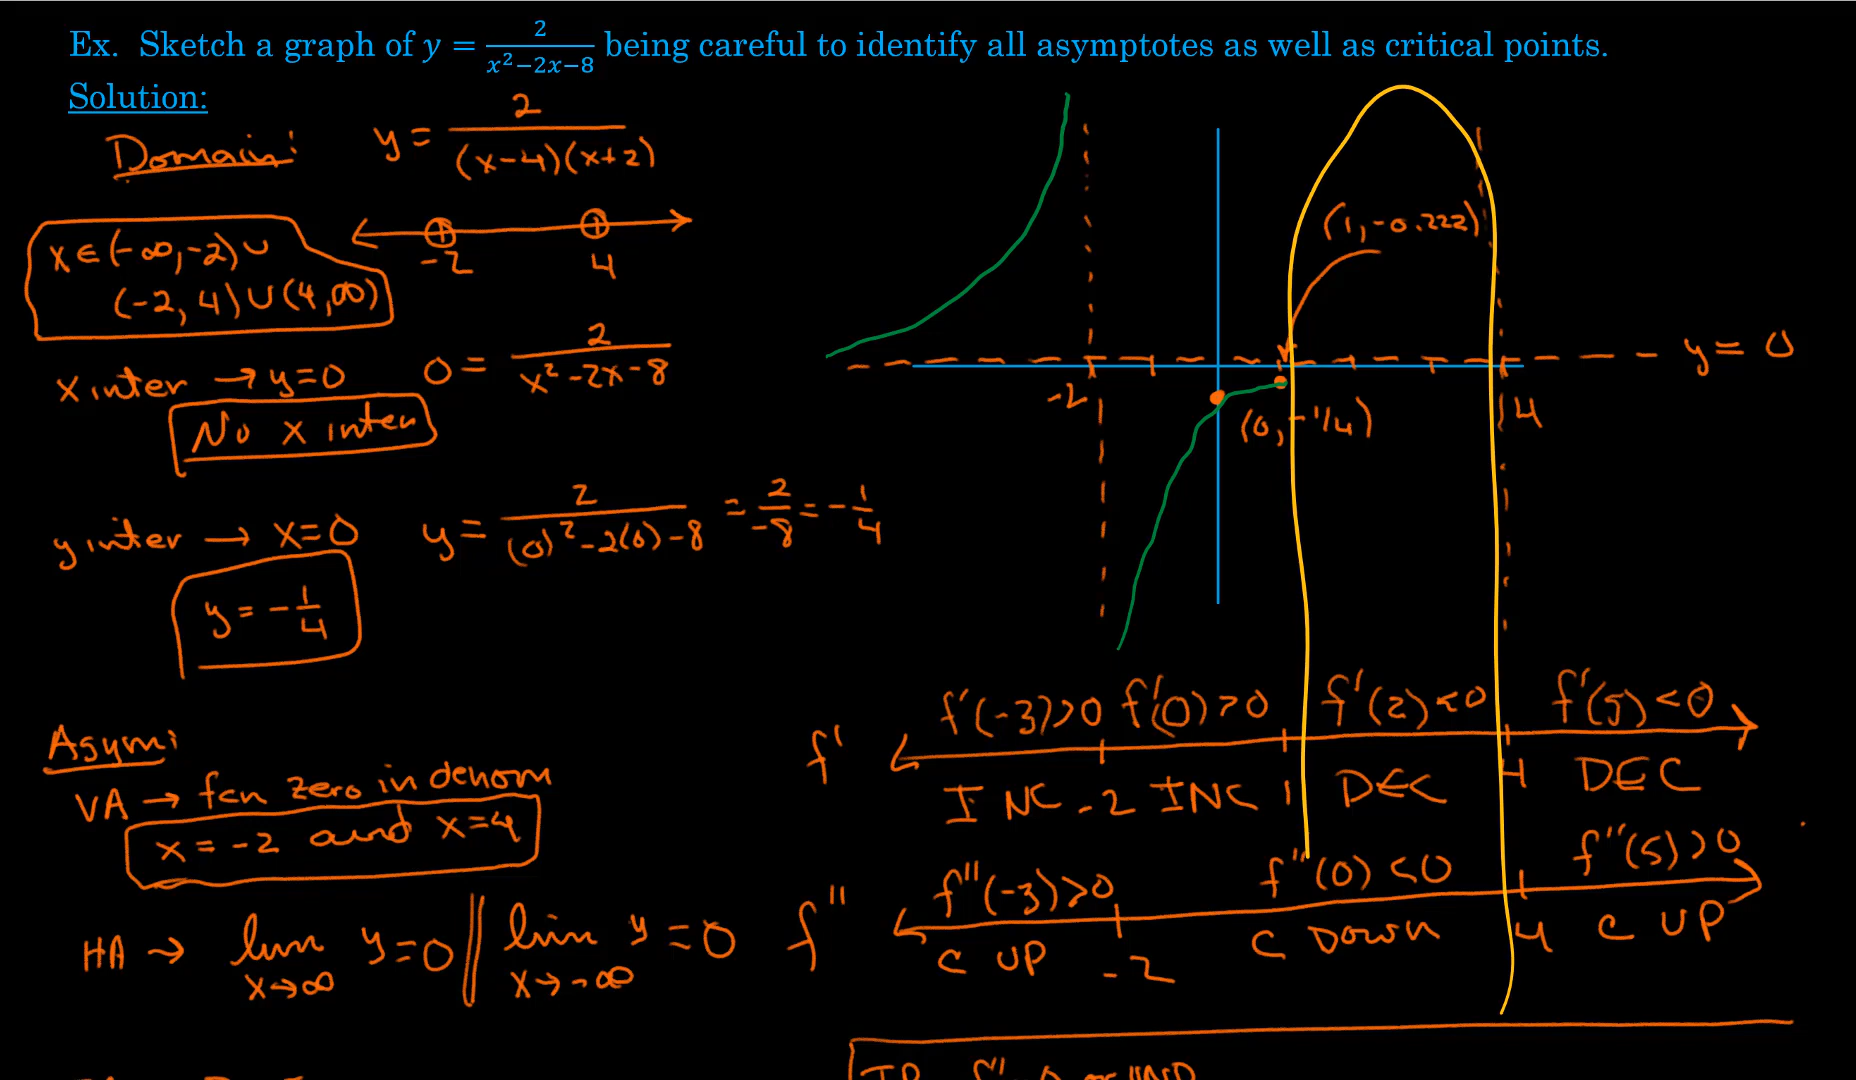 Ex. Sketch a graph of y = 2/(x²−2x−8) being careful to identify all asymptotes as well as critical points.
Solution:
Domain: y = 2/((x-4)(x+2))
-2 4
x ∈ (-∞,-2) ∪
(-2,4) ∪ (4,∞)
x inter → y=0 0 = 2/(x²-2x-8)
No x inter
y inter → x=0 y = 2/((0)²-2(0)-8) = 2/-8 = -1/4
y = -1/4
Asym:
VA → fcn zero in denom
x = -2 and x=4
HA → lim x→∞ y=0 || lim x→-∞ y=0
(1,-0.222)
y = 0
-2 4
(0,-1/4)
f'(-3)>0 f'(0)>0 f'(2)<0 f'(5)<0
f'
INC -2 INC 1 DEC 4 DEC
f''(-3)>0 f''(0)<0 f''(5)>0
f''
C UP -2 C DOWN 4 C UP